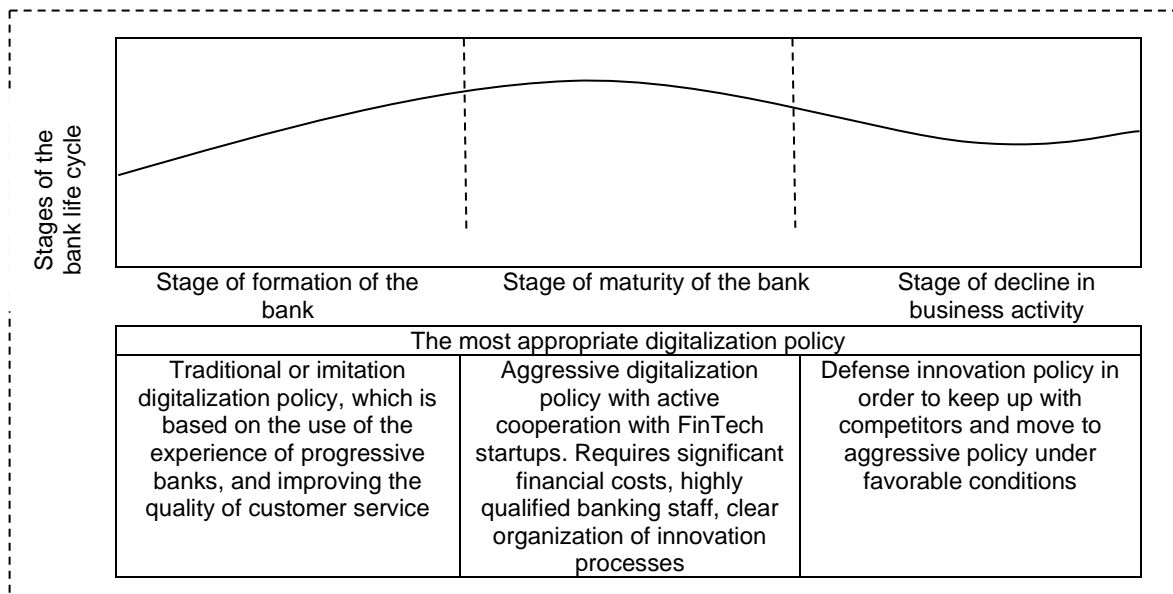 Stages of the
bank life cycle
Stage of formation of the
bank
Stage of maturity of the bank
Stage of decline in
business activity
The most appropriate digitalization policy
Traditional or imitation
digitalization policy, which is
based on the use of the
experience of progressive
banks, and improving the
quality of customer service
Aggressive digitalization
policy with active
cooperation with FinTech
startups. Requires significant
financial costs, highly
qualified banking staff, clear
organization of innovation
processes
Defense innovation policy in
order to keep up with
competitors and move to
aggressive policy under
favorable conditions